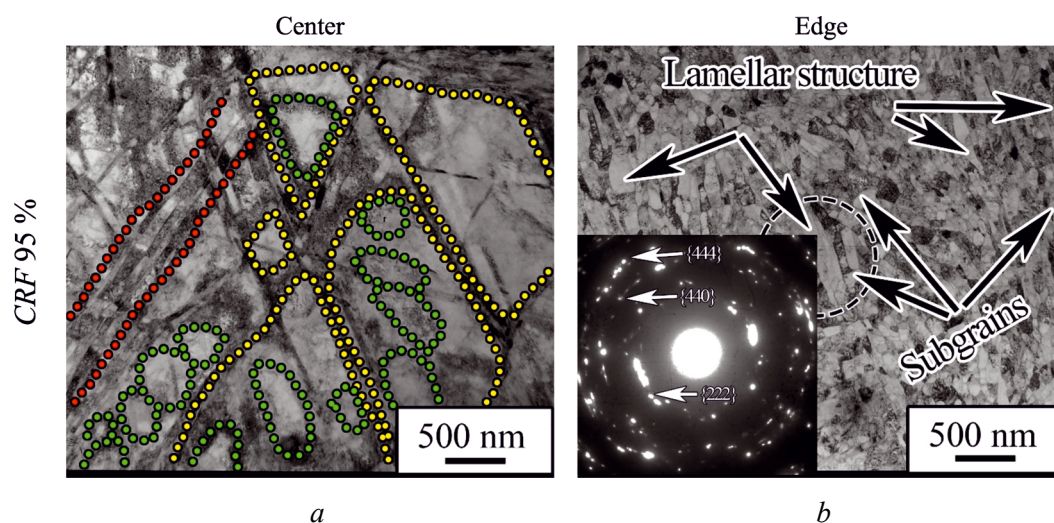 Center
Edge
CRF 95 %
Lamellar structure
{444}
{440}
{222}
Subgrains
500 nm
500 nm
a
b